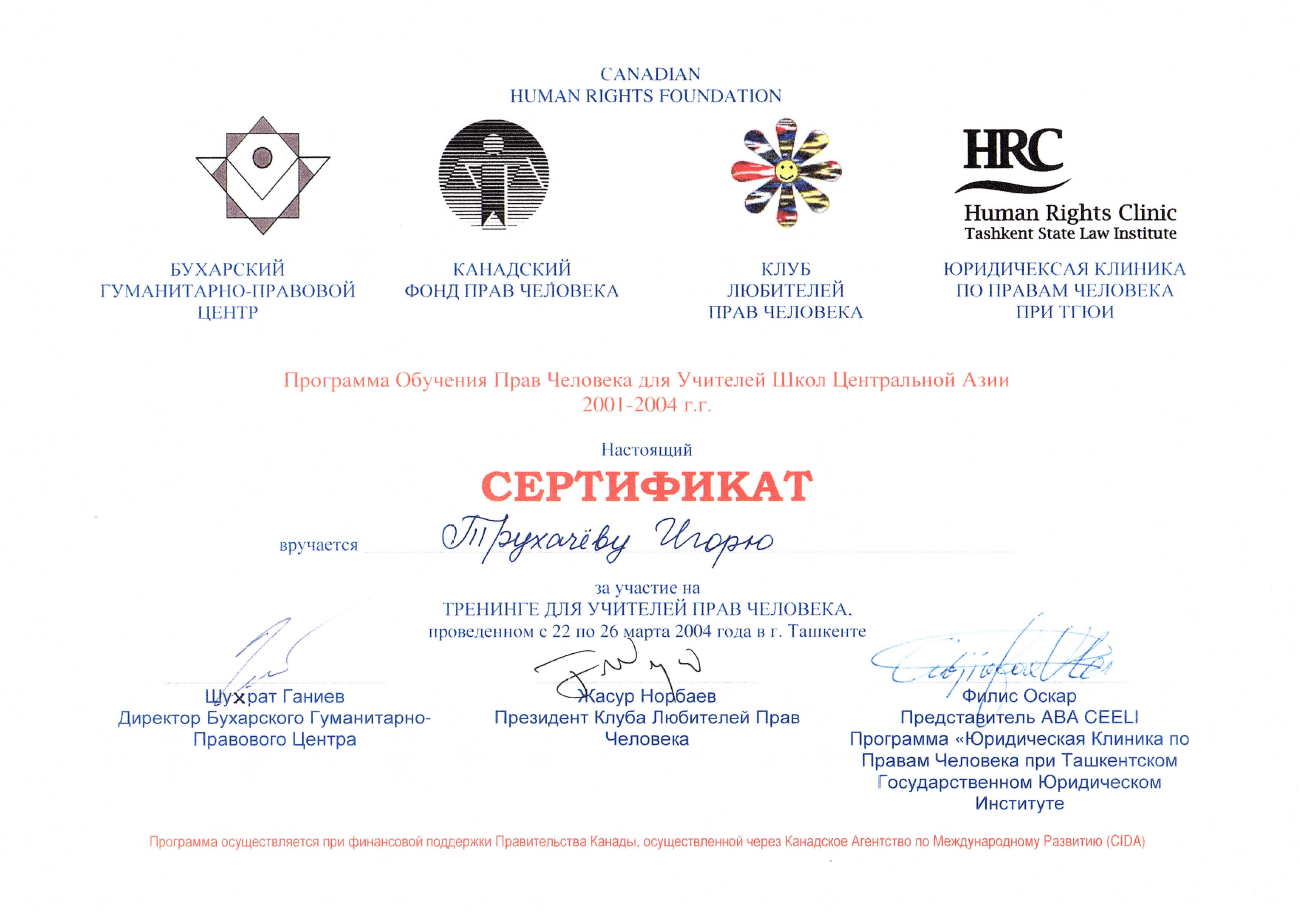 CANADIAN
HUMAN RIGHTS FOUNDATION
HRC
Human Rights Clinic
Tashkent State Law Institute
БУХАРСКИЙ
ГУМАНИТАРНО-ПРАВОВОЙ
ЦЕНТР
КАНАДСКИЙ
ФОНД ПРАВ ЧЕЛОВЕКА
КЛУБ
ЛЮБИТЕЛЕЙ
ПРАВ ЧЕЛОВЕКА
ЮРИДИЧЕКСАЯ КЛИНИКА
ПО ПРАВАМ ЧЕЛОВЕКА
ПРИ ТГЮИ
Программа Обучения Прав Человека для Учителей Школ Центральной Азии
2001-2004 г.г.
Настоящий
СЕРТИФИКАТ
вручается Трухачёву Игорю
за участие на
ТРЕНИНГЕ ДЛЯ УЧИТЕЛЕЙ ПРАВ ЧЕЛОВЕКА,
проведенном с 22 по 26 марта 2004 года в г. Ташкенте
Шухрат Ганиев
Директор Бухарского Гуманитарно-
Правового Центра
Жасур Норбаев
Президент Клуба Любителей Прав
Человека
Филис Оскар
Представитель ABA CEELI
Программа «Юридическая Клиника по
Правам Человека при Ташкентском
Государственном Юридическом
Институте
Программа осуществляется при финансовой поддержки Правительства Канады, осуществленной через Канадское Агентство по Международному Развитию (CIDA)